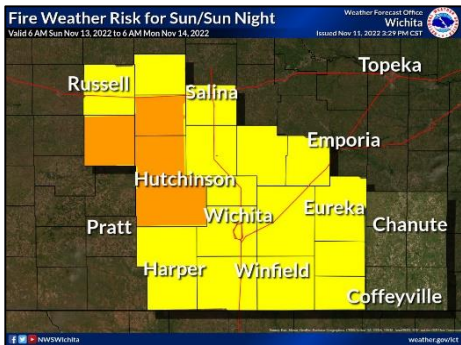 Fire Weather Risk for Sun/Sun Night
Valid 6 AM Sun Nov 13, 2022 to 6 AM Mon Nov 14, 2022
Weather Forecast Office
Wichita
Issued Nov 11, 2022 3:29 PM CST
Topeka
Russell
Salina
Emporia
Hutchinson
Wichita
Eureka
Pratt
Chanute
Harper
Winfield
Coffeyville
NWSWichita
weather.gov/ict